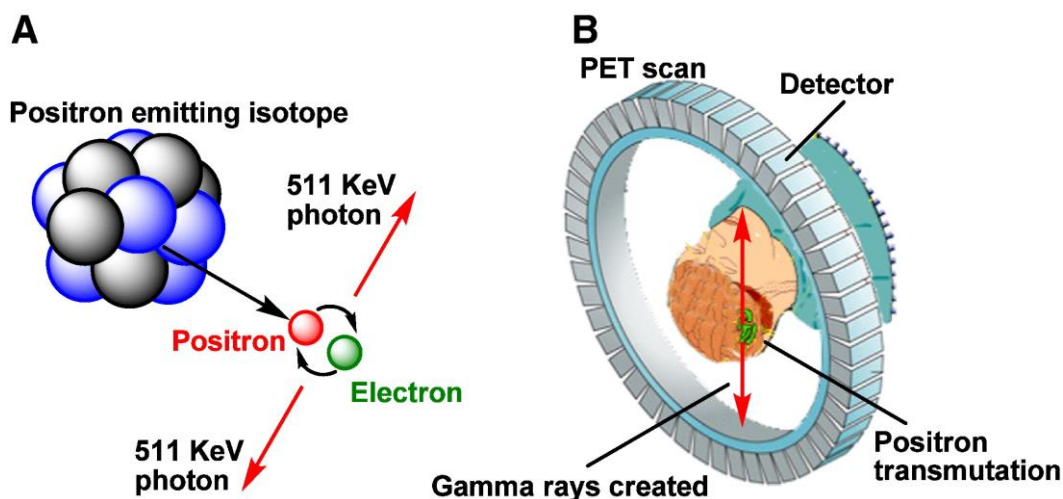 A
Positron emitting isotope
511 KeV
photon
Positron
Electron
511 KeV
photon
B
PET scan
Detector
Positron
transmutation
Gamma rays created